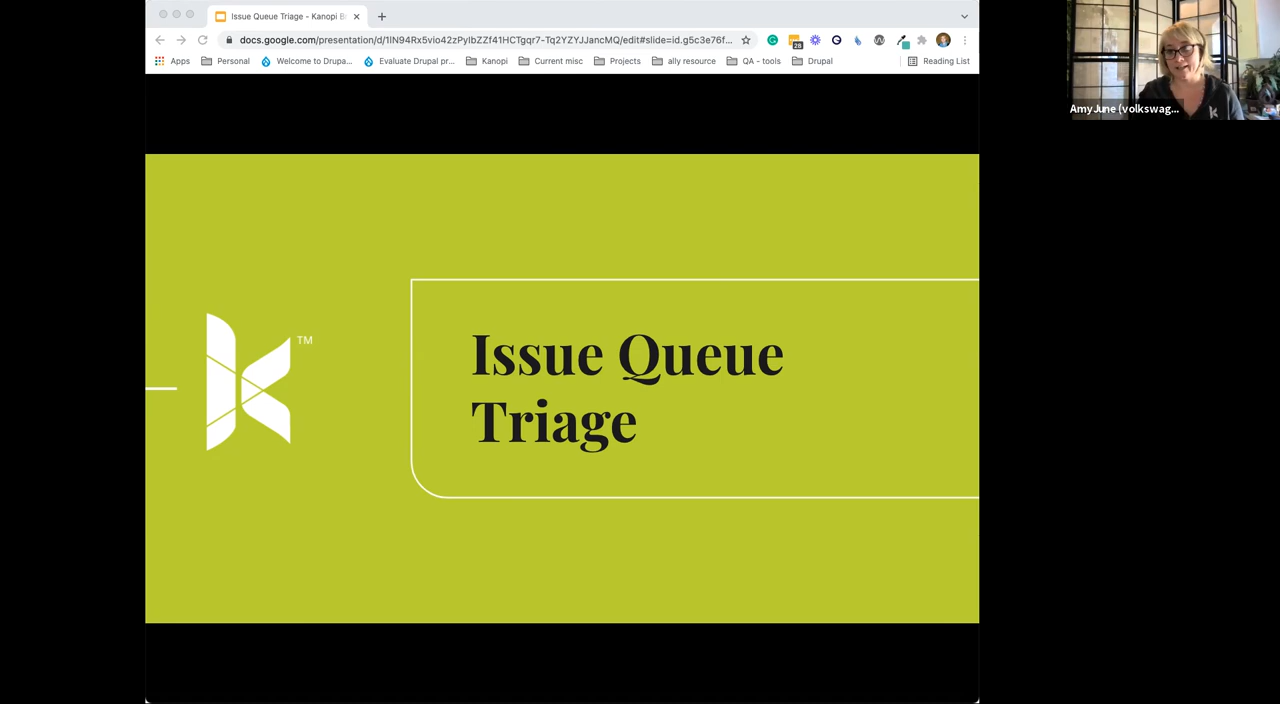 Issue Queue Triage - Kanopi B
docs.google.com/presentation/d/1IN94Rx5vio42zPyIbZZf41HCTgqr7-Tq2YZYJJancMQ/edit#slide=id.g5c3e76f...
28
Apps Personal Welcome to Drupa... Evaluate Drupal pr... Kanopi Current misc Projects ally resource QA - tools Drupal Reading List
AmyJune (volkswag...
TM
Issue Queue
Triage